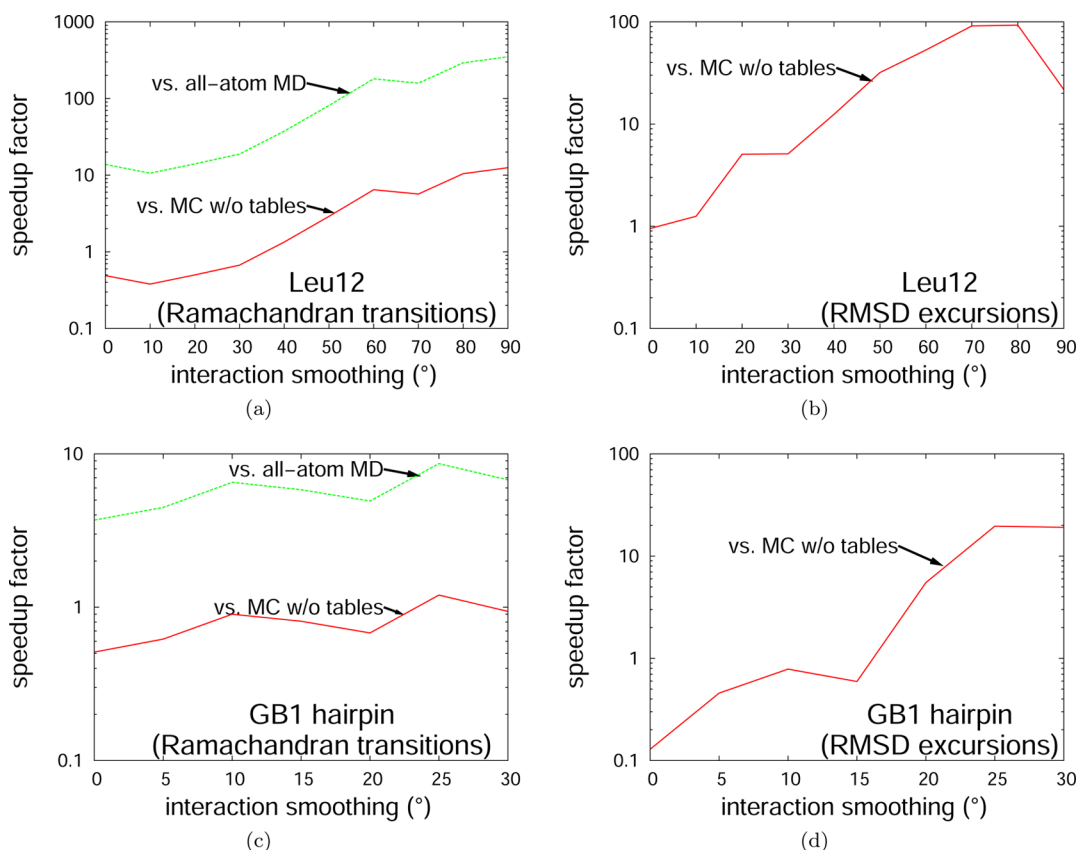 1000
100
10
1
0.1
speedup factor
vs. all−atom MD
vs. MC w/o tables
Leu12
(Ramachandran transitions)
0 10 20 30 40 50 60 70 80 90
interaction smoothing (°)
(a)
100
10
1
0.1
speedup factor
vs. MC w/o tables
Leu12
(RMSD excursions)
0 10 20 30 40 50 60 70 80 90
interaction smoothing (°)
(b)
10
1
0.1
speedup factor
vs. all−atom MD
vs. MC w/o tables
GB1 hairpin
(Ramachandran transitions)
0 5 10 15 20 25 30
interaction smoothing (°)
(c)
100
10
1
0.1
speedup factor
vs. MC w/o tables
GB1 hairpin
(RMSD excursions)
0 5 10 15 20 25 30
interaction smoothing (°)
(d)